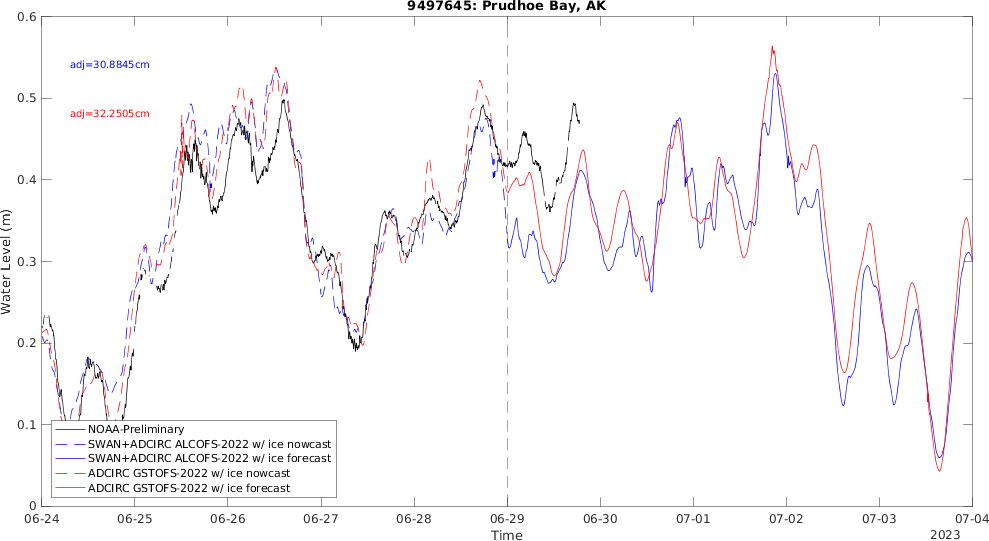 9497645: Prudhoe Bay, AK
0.6
0.5
0.4
0.3
0.2
0.1
0
Water Level (m)
adj=30.8845cm
adj=32.2505cm
NOAA-Preliminary
SWAN+ADCIRC ALCOFS-2022 w/ ice nowcast
SWAN+ADCIRC ALCOFS-2022 w/ ice forecast
ADCIRC GSTOFS-2022 w/ ice nowcast
ADCIRC GSTOFS-2022 w/ ice forecast
06-24 06-25 06-26 06-27 06-28 06-29 06-30 07-01 07-02 07-03 07-04
Time
2023